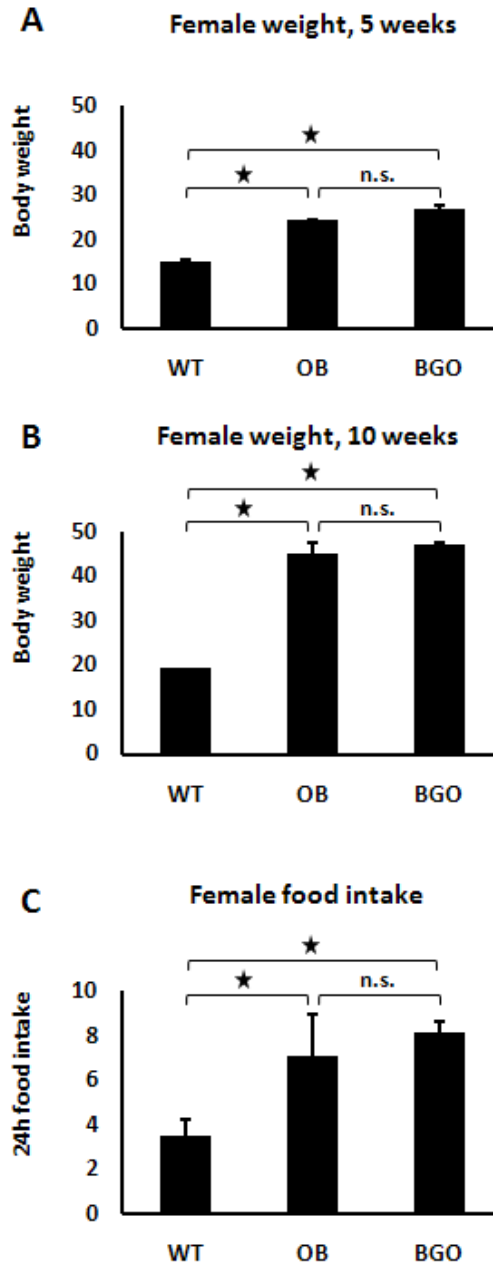 A Female weight, 5 weeks
Body weight
50
40
30
20
10
0
★
★ n.s.
WT OB BGO
B Female weight, 10 weeks
Body weight
★
★ n.s.
50
40
30
20
10
0
WT OB BGO
C Female food intake
24h food intake
★
★ n.s.
10
8
6
4
2
0
WT OB BGO